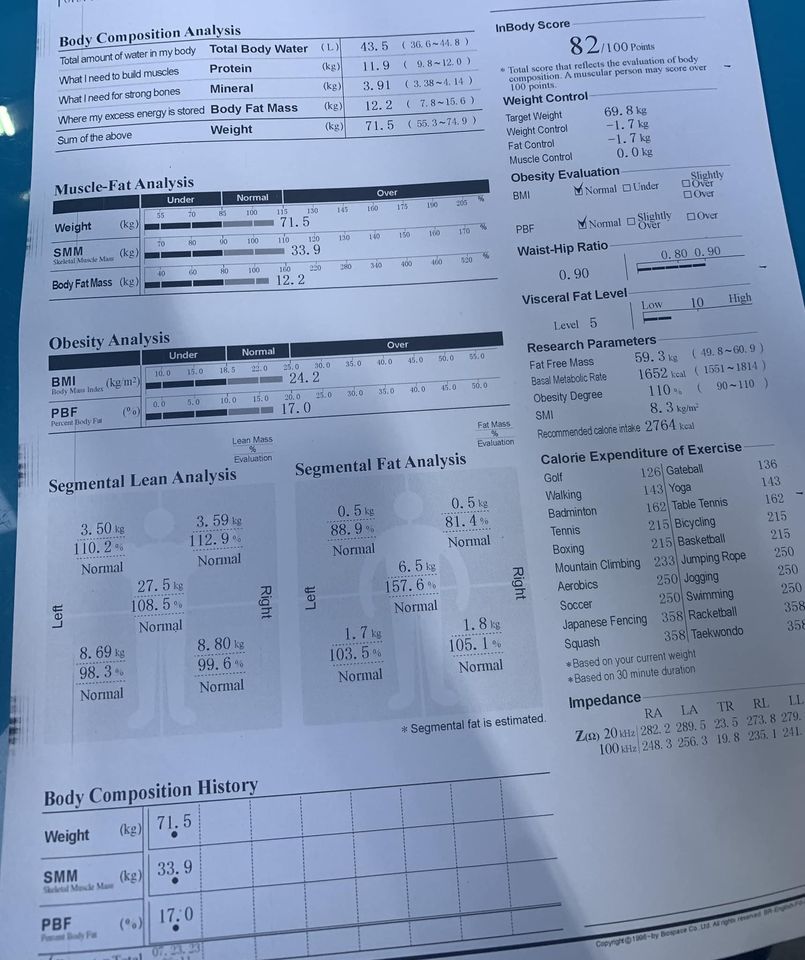 Body Composition Analysis
Total amount of water in my body Total Body Water (L) 43.5 ( 36.6~44.8 )
What I need to build muscles Protein (kg) 11.9 ( 9.8~12.0 )
What I need for strong bones Mineral (kg) 3.91 ( 3.38~4.14 )
Where my excess energy is stored Body Fat Mass (kg) 12.2 ( 7.8~15.6 )
Sum of the above Weight (kg) 71.5 ( 55.3~74.9 )
Muscle-Fat Analysis
Under Normal Over
Weight (kg) 55 70 85 100 115 130 145 160 175 190 205 %
71.5
SMM (kg) 70 80 90 100 110 120 130 140 150 160 170 %
Skeletal Muscle Mass 33.9
Body Fat Mass (kg) 40 60 80 100 160 220 280 340 400 460 520 %
12.2
Obesity Analysis
Under Normal Over
BMI (kg/m²) 10.0 15.0 18.5 22.0 25.0 30.0 35.0 40.0 45.0 50.0 55.0
Body Mass Index 24.2
PBF (%) 0.0 5.0 10.0 15.0 20.0 25.0 30.0 35.0 40.0 45.0 50.0
Percent Body Fat 17.0
Segmental Lean Analysis
Lean Mass
%
Evaluation
3.50 kg 3.59 kg
110.2 % 112.9 %
Normal Normal
27.5 kg
108.5 %
Normal
Left Right
8.69 kg 8.80 kg
98.3 % 99.6 %
Normal Normal
Segmental Fat Analysis
Fat Mass
%
Evaluation
0.5 kg 0.5 kg
88.9 % 81.4 %
Normal Normal
6.5 kg
157.6 %
Normal
Left Right
1.7 kg 1.8 kg
103.5 % 105.1 %
Normal Normal
* Segmental fat is estimated.
Body Composition History
Weight (kg) 71.5
SMM (kg) 33.9
Skeletal Muscle Mass
PBF (%) 17.0
Percent Body Fat
07.23.23
InBody Score
82/100 Points
* Total score that reflects the evaluation of body
composition. A muscular person may score over
100 points.
Weight Control
Target Weight 69.8 kg
Weight Control -1.7 kg
Fat Control -1.7 kg
Muscle Control 0.0 kg
Obesity Evaluation
BMI Normal Under Slightly Over
Over
PBF Normal Slightly Over Over
Waist-Hip Ratio
0.90 0.80 0.90
Visceral Fat Level
Level 5 Low 10 High
Research Parameters
Fat Free Mass 59.3 kg ( 49.8~60.9 )
Basal Metabolic Rate 1652 kcal ( 1551~1814 )
Obesity Degree 110 % ( 90~110 )
SMI 8.3 kg/m²
Recommended calorie intake 2764 kcal
Calorie Expenditure of Exercise
Golf 126 Gateball 136
Walking 143 Yoga 143
Badminton 162 Table Tennis 162
Tennis 215 Bicycling 215
Boxing 215 Basketball 215
Mountain Climbing 233 Jumping Rope 250
Aerobics 250 Jogging 250
Soccer 250 Swimming 250
Japanese Fencing 358 Racketball 358
Squash 358 Taekwondo 358
*Based on your current weight
*Based on 30 minute duration
Impedance
RA LA TR RL LL
Z(Ω) 20 kHz 282.2 289.5 23.5 273.8 279.
100 kHz 248.3 256.3 19.8 235.1 241.
Copyright©1996~by Biospace Co., Ltd. All rights reserved.